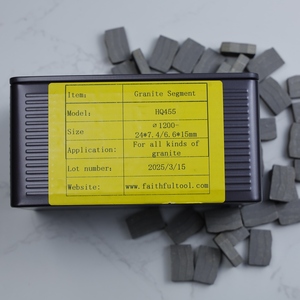 Item: Granite Segment
Model: HQ455
Size ø1200-
24*7.4/6.6*15mm
Application: For all kinds of
granite
Lot number: 2025/3/15
Website: www.faithfultool.com